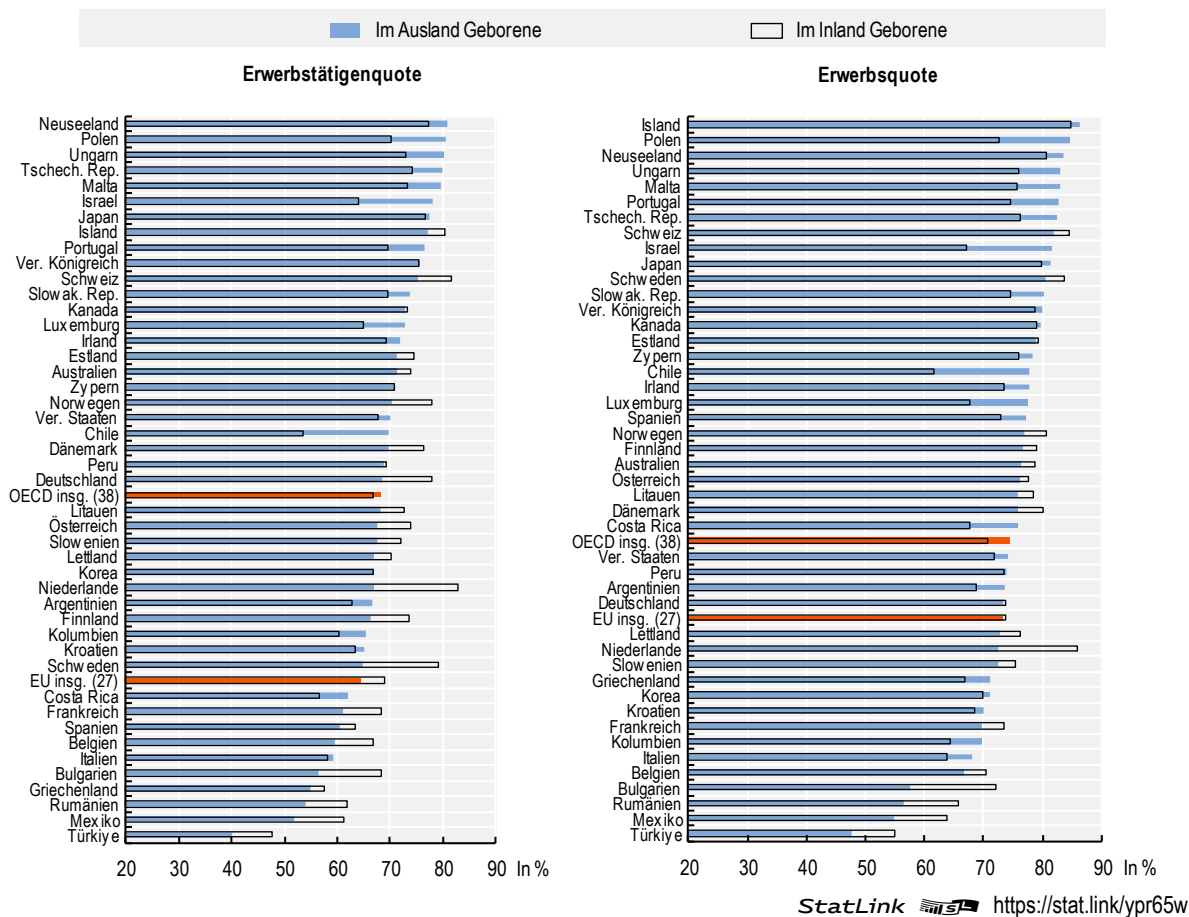 Im Ausland Geborene
Im Inland Geborene
Erwerbstätigenquote
Neuseeland
Polen
Ungarn
Tschech. Rep.
Malta
Israel
Japan
Island
Portugal
Ver. Königreich
Schweiz
Slowak. Rep.
Kanada
Luxemburg
Irland
Estland
Australien
Zypern
Norwegen
Ver. Staaten
Chile
Dänemark
Peru
Deutschland
OECD insg. (38)
Litauen
Österreich
Slowenien
Lettland
Korea
Niederlande
Argentinien
Finnland
Kolumbien
Kroatien
Schweden
EU insg. (27)
Costa Rica
Frankreich
Spanien
Belgien
Italien
Bulgarien
Griechenland
Rumänien
Mexiko
Türkiye
20 30 40 50 60 70 80 90 In %
Erwerbsquote
Island
Polen
Neuseeland
Ungarn
Malta
Portugal
Tschech. Rep.
Schweiz
Israel
Japan
Schweden
Slowak. Rep.
Ver. Königreich
Kanada
Estland
Zypern
Chile
Irland
Luxemburg
Spanien
Norwegen
Finnland
Australien
Österreich
Litauen
Dänemark
Costa Rica
OECD insg. (38)
Ver. Staaten
Peru
Argentinien
Deutschland
EU insg. (27)
Lettland
Niederlande
Slowenien
Griechenland
Korea
Kroatien
Frankreich
Kolumbien
Italien
Belgien
Bulgarien
Rumänien
Mexiko
Türkiye
20 30 40 50 60 70 80 90 In %
StatLink https://stat.link/ypr65w